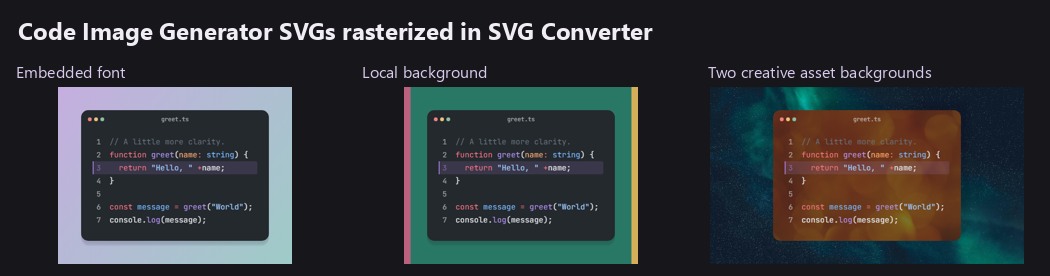 Code Image Generator SVGs rasterized in SVG Converter
Embedded font
greet.ts
1 // A little more clarity.
2 function greet(name: string) {
3 return "Hello, " +name;
4 }
5
6 const message = greet("World");
7 console.log(message);
Local background
greet.ts
1 // A little more clarity.
2 function greet(name: string) {
3 return "Hello, " +name;
4 }
5
6 const message = greet("World");
7 console.log(message);
Two creative asset backgrounds
greet.ts
1 // A little more clarity.
2 function greet(name: string) {
3 return "Hello, " +name;
4 }
5
6 const message = greet("World");
7 console.log(message);